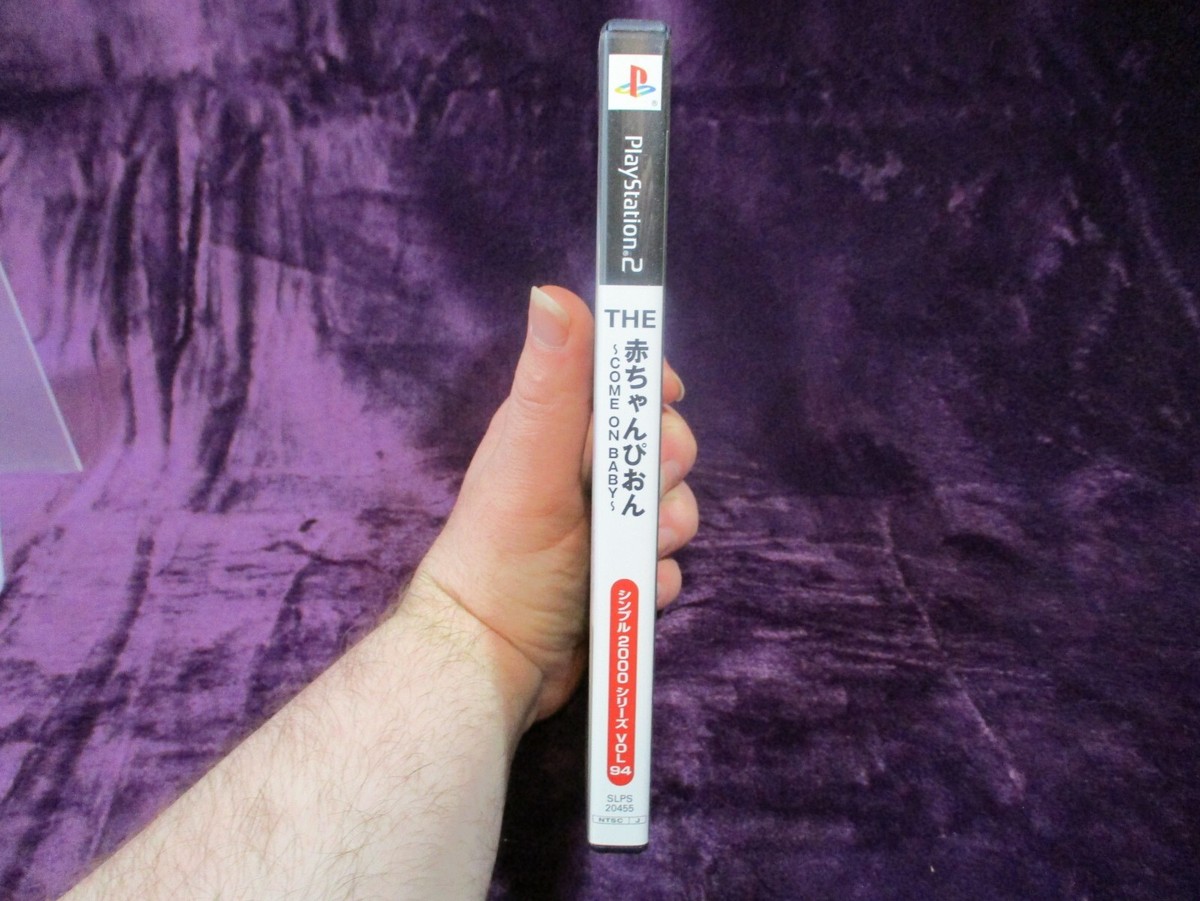 PlayStation®2
THE
赤ちゃんぴおん
～COME ON BABY～
シンプル2000シリーズ VOL 94
SLPS
20455
NTSC J